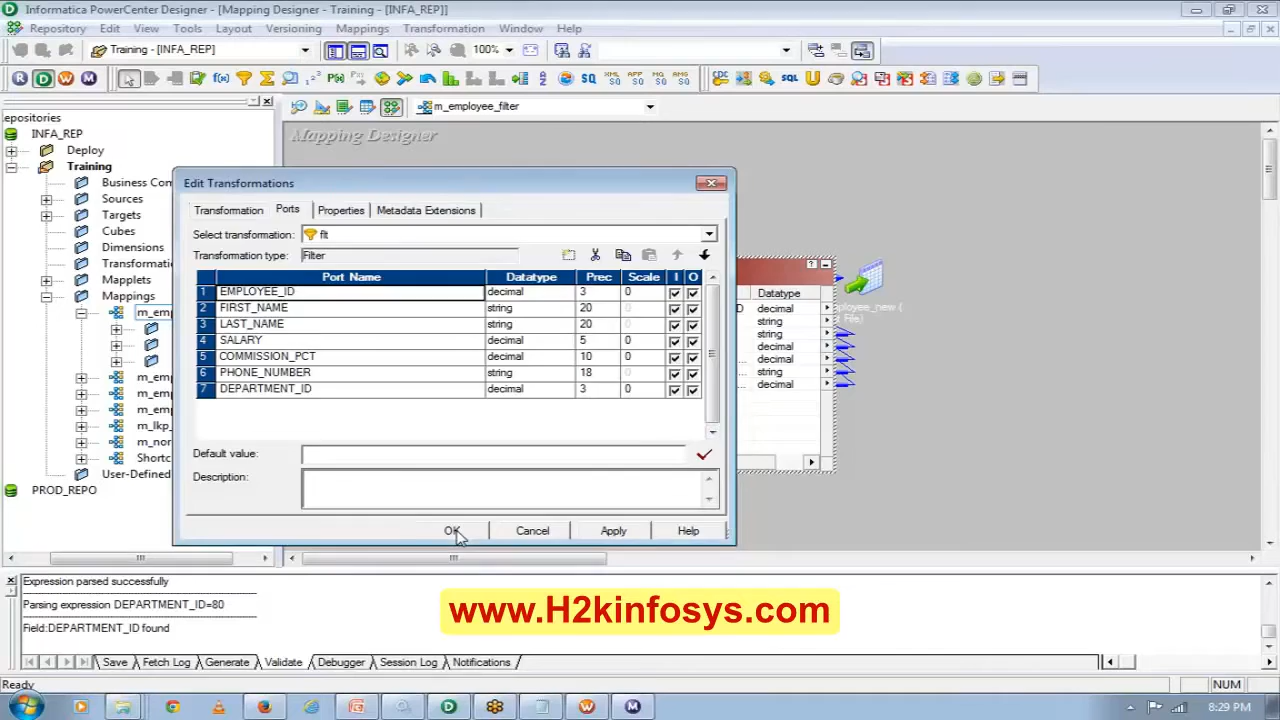 Informatica PowerCenter Designer - [Mapping Designer - Training - [INFA_REP]]
Repository Edit View Tools Layout Versioning Mappings Transformation Window Help
Training - [INFA_REP]
100%
m_employee_filter
epositories
INFA_REP
Deploy
Training
Business Con
Sources
Targets
Cubes
Dimensions
Transformatio
Mapplets
Mappings
m_emp
m_emp
m_emp
m_emp
m_lkp_
m_nor
Shortc
User-Defined
PROD_REPO
Mapping Designer
Edit Transformations
Transformation Ports Properties Metadata Extensions
Select transformation: flt
Transformation type: Filter
Port Name Datatype Prec Scale I O
1 EMPLOYEE_ID decimal 3 0
2 FIRST_NAME string 20 0
3 LAST_NAME string 20 0
4 SALARY decimal 5 0
5 COMMISSION_PCT decimal 10 0
6 PHONE_NUMBER string 18 0
7 DEPARTMENT_ID decimal 3 0
Default value:
Description:
OK Cancel Apply Help
Datatype
D decimal
string
string
decimal
decimal
string
decimal
ployee_new (
File)
Expression parsed successfully
Parsing expression DEPARTMENT_ID=80
Field:DEPARTMENT_ID found
www.H2kinfosys.com
Save Fetch Log Generate Validate Debugger Session Log Notifications
Ready
NUM
8:29 PM